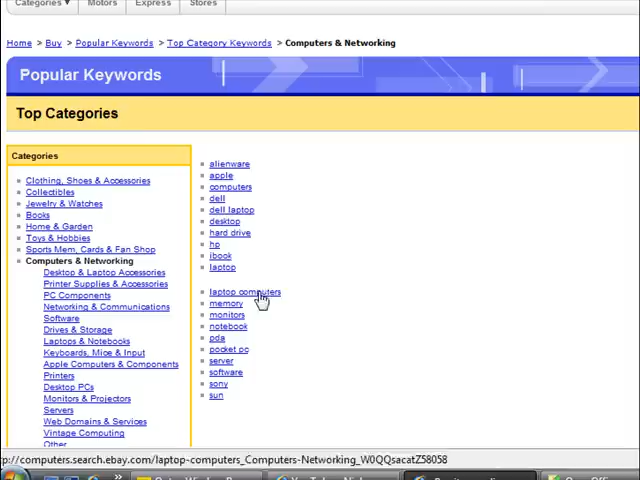 Categories ▾ Motors Express Stores
Home > Buy > Popular Keywords > Top Category Keywords > Computers & Networking
Popular Keywords
Top Categories
Categories
Clothing, Shoes & Accessories
Collectibles
Jewelry & Watches
Books
Home & Garden
Toys & Hobbies
Sports Mem, Cards & Fan Shop
Computers & Networking
Desktop & Laptop Accessories
Printer Supplies & Accessories
PC Components
Networking & Communications
Software
Drives & Storage
Laptops & Notebooks
Keyboards, Mice & Input
Apple Computers & Components
Printers
Desktop PCs
Monitors & Projectors
Servers
Web Domains & Services
Vintage Computing
Other
alienware
apple
computers
dell
dell laptop
desktop
hard drive
hp
ibook
laptop
laptop computers
memory
monitors
notebook
pda
pocket pc
server
software
sony
sun
tp://computers.search.ebay.com/laptop-computers_Computers-Networking_W0QQsacatZ58058